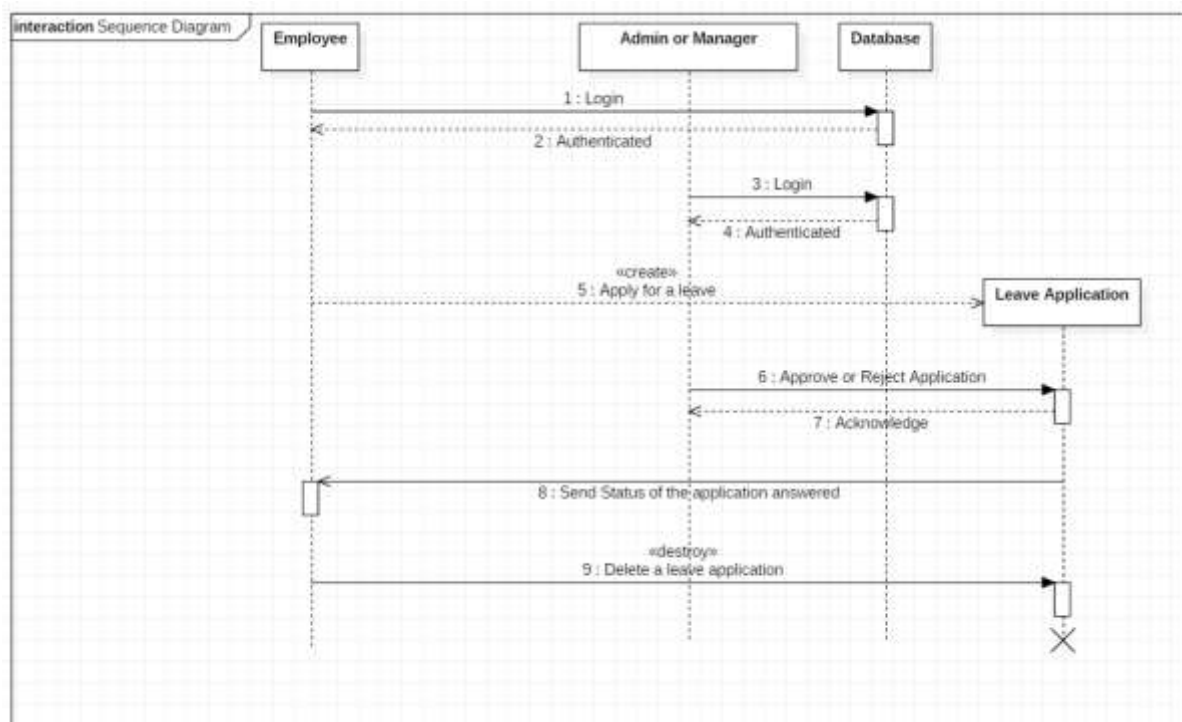 interaction Sequence Diagram
Employee
Admin or Manager
Database
1 : Login
2 : Authenticated
3 : Login
4 : Authenticated
«create»
5 : Apply for a leave
Leave Application
6 : Approve or Reject Application
7 : Acknowledge
8 : Send Status of the application answered
«destroy»
9 : Delete a leave application